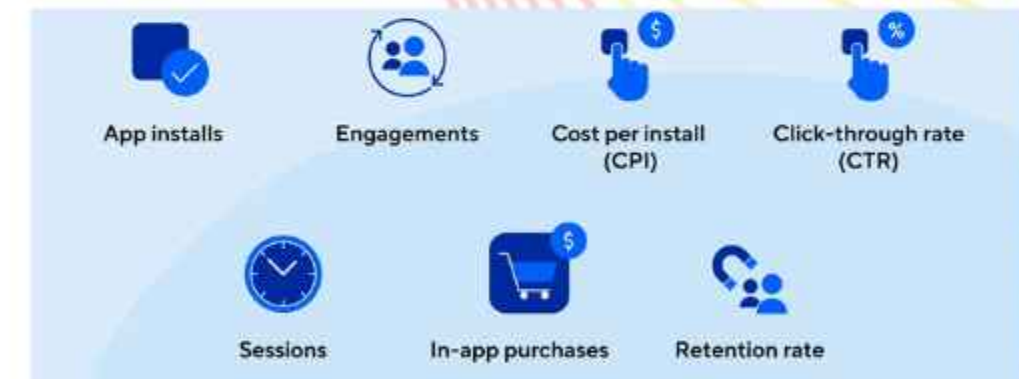 $
%
App installs
Engagements
Cost per install
(CPI)
Click-through rate
(CTR)
$
Sessions
In-app purchases
Retention rate